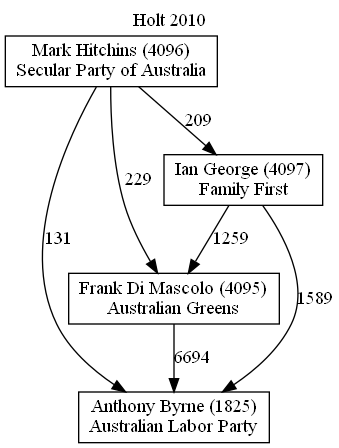 Holt 2010
Mark Hitchins (4096)
Secular Party of Australia
209
Ian George (4097)
Family First
229
131
1259
1589
Frank Di Mascolo (4095)
Australian Greens
6694
Anthony Byrne (1825)
Australian Labor Party